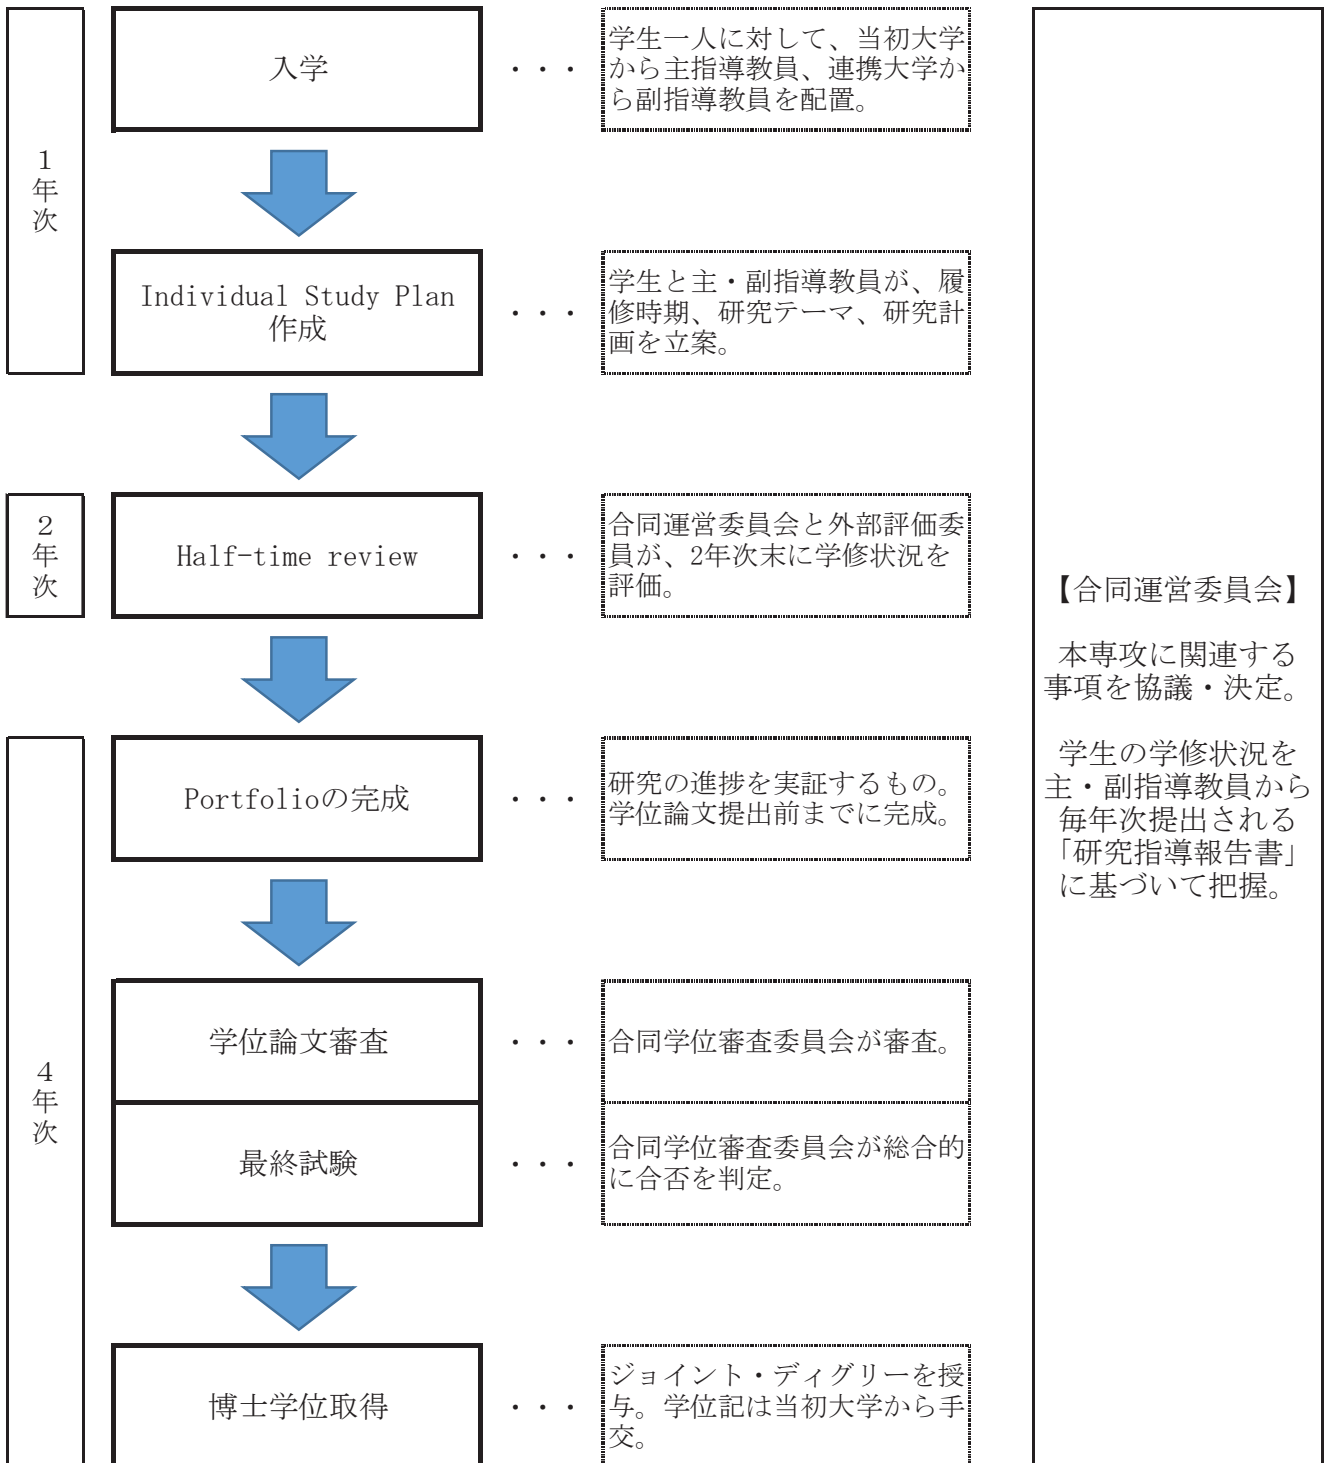 1年次
入学
・・・
学生一人に対して、当初大学
から主指導教員、連携大学か
ら副指導教員を配置。
Individual Study Plan
作成
・・・
学生と主・副指導教員が、履
修時期、研究テーマ、研究計
画を立案。
2年次
Half-time review
・・・
合同運営委員会と外部評価委
員が、2年次末に学修状況を
評価。
4年次
Portfolioの完成
・・・
研究の進捗を実証するもの。
学位論文提出前までに完成。
学位論文審査
・・・
合同学位審査委員会が審査。
最終試験
・・・
合同学位審査委員会が総合的
に合否を判定。
博士学位取得
・・・
ジョイント・ディグリーを授
与。学位記は当初大学から手
交。
【合同運営委員会】
本専攻に関連する
事項を協議・決定。
学生の学修状況を
主・副指導教員から
毎年次提出される
「研究指導報告書」
に基づいて把握。